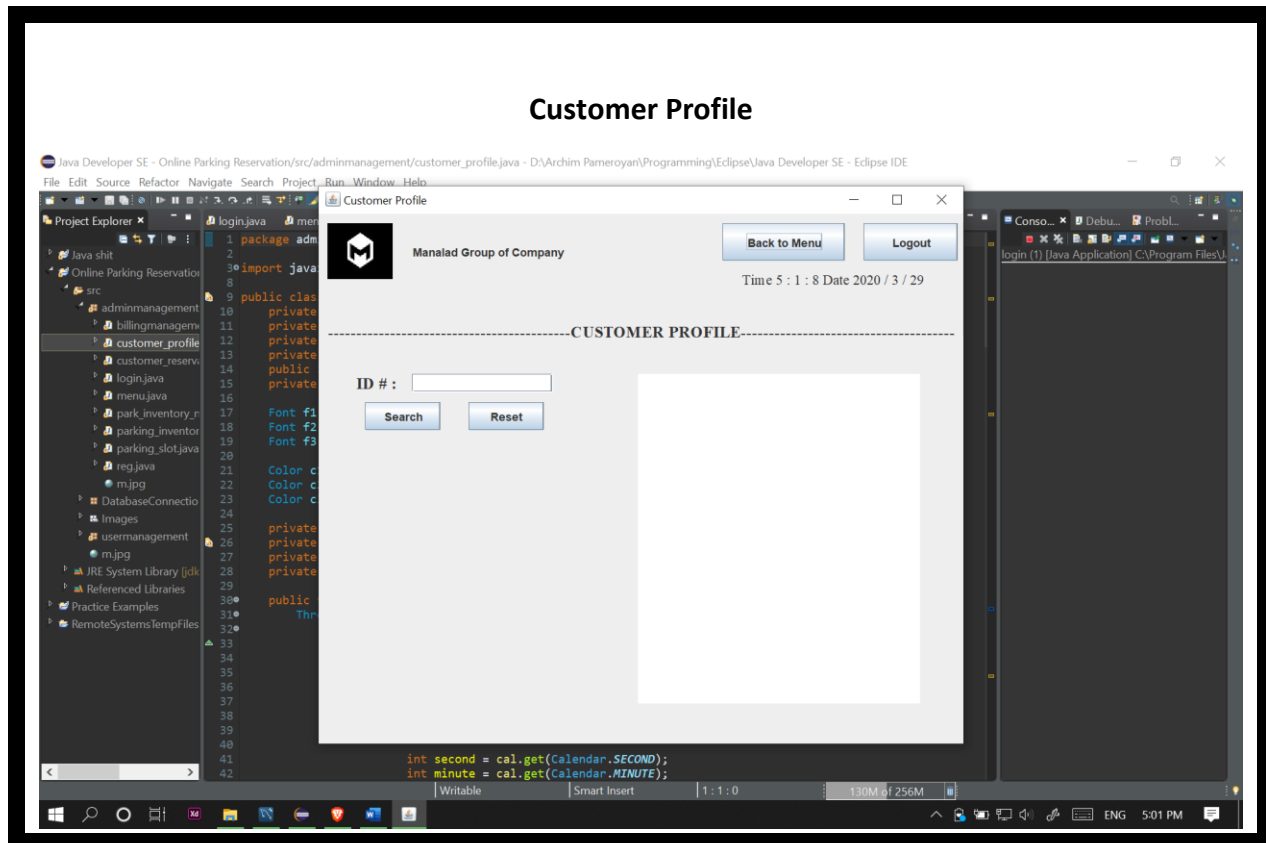 Customer Profile
Java Developer SE - Online Parking Reservation/src/adminmanagement/customer_profile.java - D:\Archim Pameroyan\Programming\Eclipse\Java Developer SE - Eclipse IDE
File Edit Source Refactor Navigate Search Project Run Window Help
Customer Profile
Project Explorer
login.java
men
Conso...
Debu...
Probl...
login (1) [Java Application] C:\Program Files\J
Java shit
Online Parking Reservation
src
adminmanagement
billingmanagem
customer_profile
customer_reserva
login.java
menu.java
park_inventory_m
parking_inventor
parking_slot.java
reg.java
m.jpg
DatabaseConnectio
Images
usermanagement
m.jpg
JRE System Library [jdk
Referenced Libraries
Practice Examples
RemoteSystemsTempFiles
1 package adm
2
3 import java
8
9 public clas
10 private
11 private
12 private
13 private
14 public
15 private
16
17 Font f1
18 Font f2
19 Font f3
20
21 Color c
22 Color c
23 Color c
24
25 private
26 private
27 private
28 private
29
30 public
31 Thr
32
33
34
35
36
37
38
39
40
41 int second = cal.get(Calendar.SECOND);
42 int minute = cal.get(Calendar.MINUTE);
Manalad Group of Company
Back to Menu
Logout
Time 5 : 1 : 8 Date 2020 / 3 / 29
-------------------------------------------CUSTOMER PROFILE--------------------------------------
ID # :
Search
Reset
Writable
Smart Insert
1 : 1 : 0
130M of 256M
Xd
ENG
5:01 PM